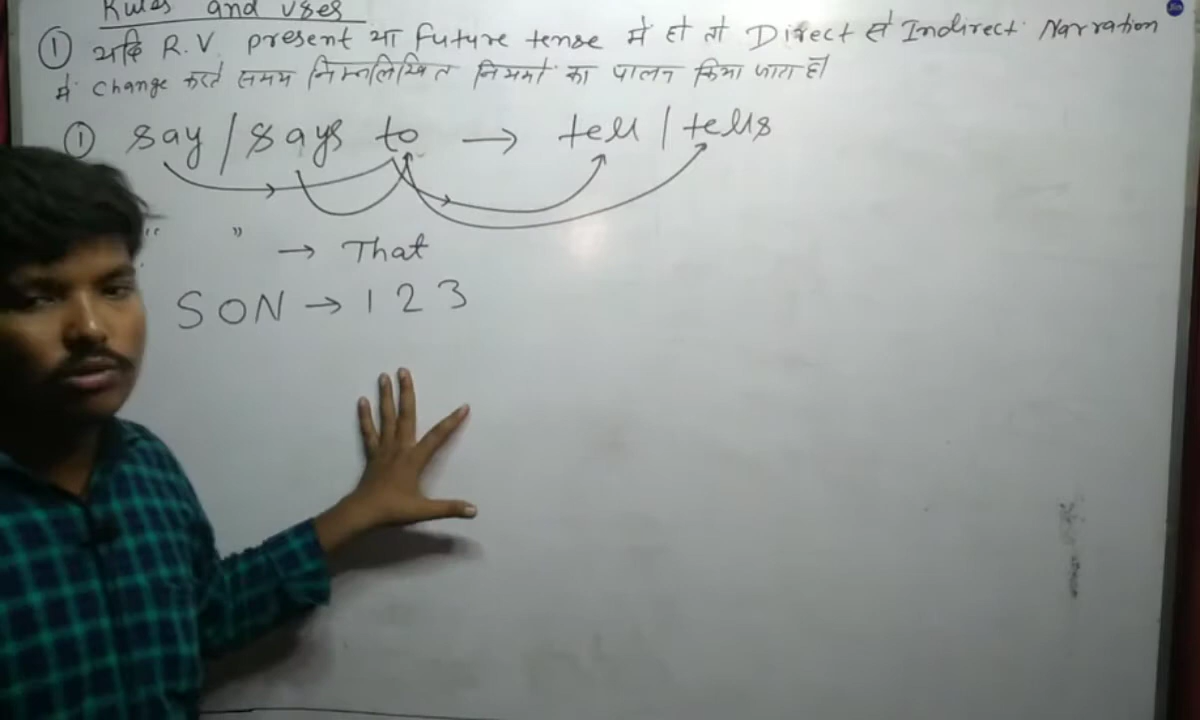 Rules and uses
① यदि R.V present या future tense में हो तो Direct से Indirect Narration
में change करते समय निम्नलिखित नियमों का पालन किया जाता है।
① say / says to → tell / tells
" " → That
SON → 1 2 3